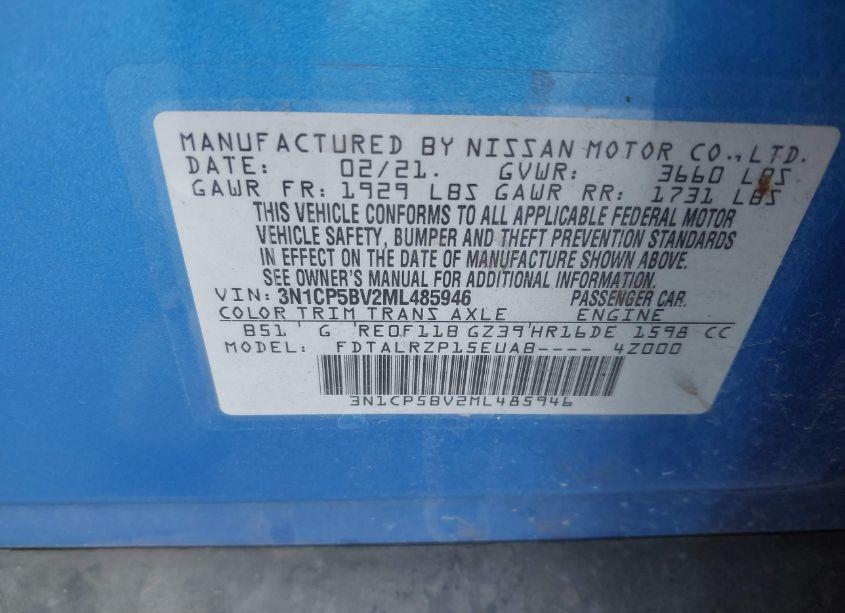 MANUFACTURED BY NISSAN MOTOR CO., LTD.
DATE: 02/21. GVWR: 3660 LBS
GAWR FR: 1929 LBS GAWR RR: 1731 LBS
THIS VEHICLE CONFORMS TO ALL APPLICABLE FEDERAL MOTOR
VEHICLE SAFETY, BUMPER AND THEFT PREVENTION STANDARDS
IN EFFECT ON THE DATE OF MANUFACTURE SHOWN ABOVE.
SEE OWNER'S MANUAL FOR ADDITIONAL INFORMATION.
VIN: 3N1CP5BV2ML485946 PASSENGER CAR.
COLOR TRIM TRANS AXLE ENGINE
B51 G RE0F11B GZ39 HR16DE 1598 CC
MODEL: FDTALRZP15EUAB---- 4Z000
3N1CP5BV2ML485946